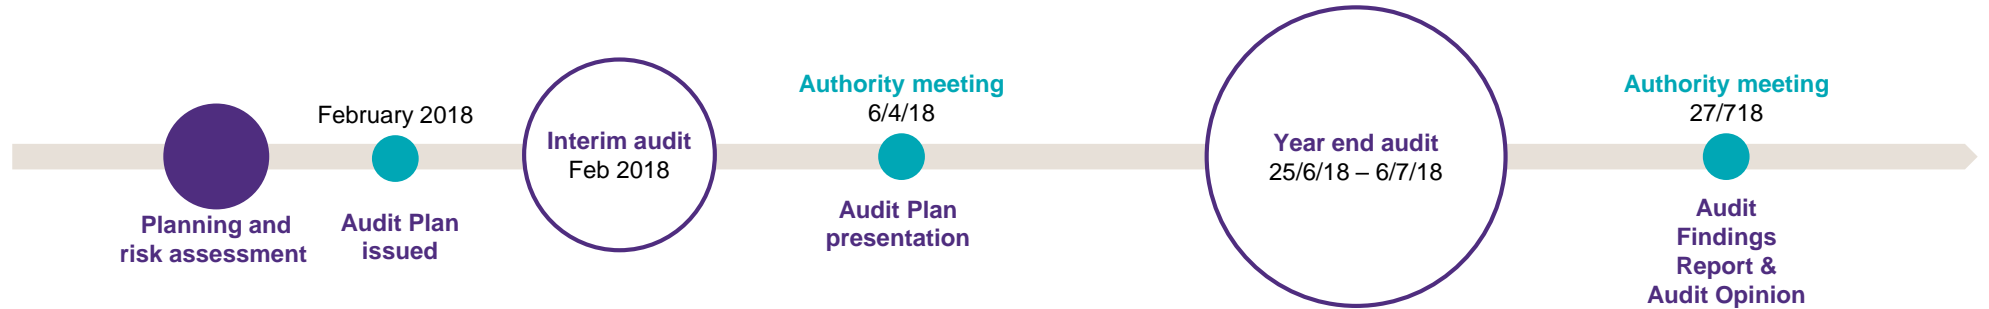 Planning and
risk assessment
February 2018
Audit Plan
issued
Interim audit
Feb 2018
Authority meeting
6/4/18
Audit Plan
presentation
Year end audit
25/6/18 – 6/7/18
Authority meeting
27/718
Audit
Findings
Report &
Audit Opinion